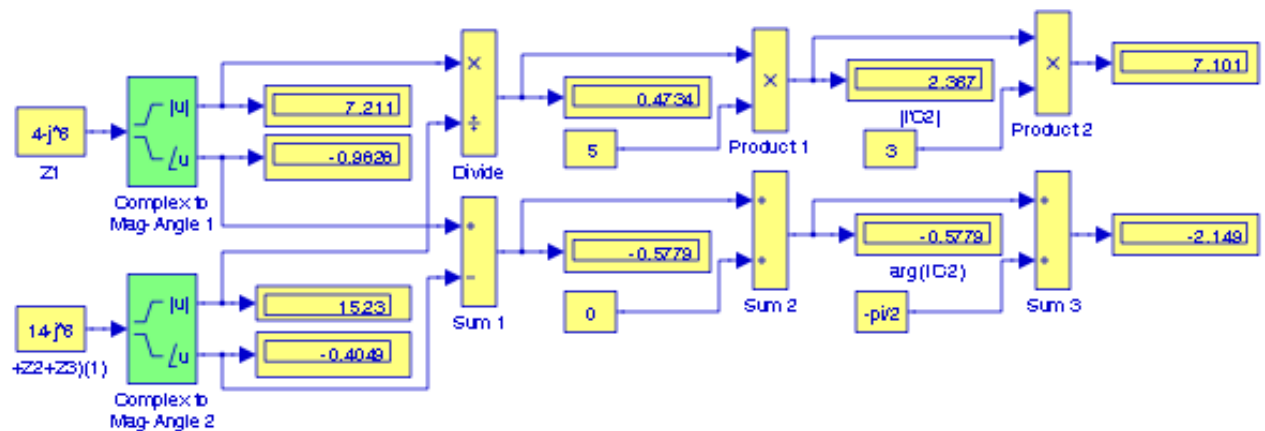 |u|
∠u
4-j*6
Z1
Complex to
Mag-Angle 1
7.211
-0.9828
×
÷
Divide
0.4734
5
×
Product 1
2.367
|IC2|
3
×
Product 2
7.101
|u|
∠u
14-j*6
+Z2+Z3)(1)
Complex to
Mag-Angle 2
15.23
-0.4049
+
−
Sum 1
-0.5779
0
+
+
Sum 2
-0.5779
arg(IC2)
-pi/2
+
+
Sum 3
-2.149